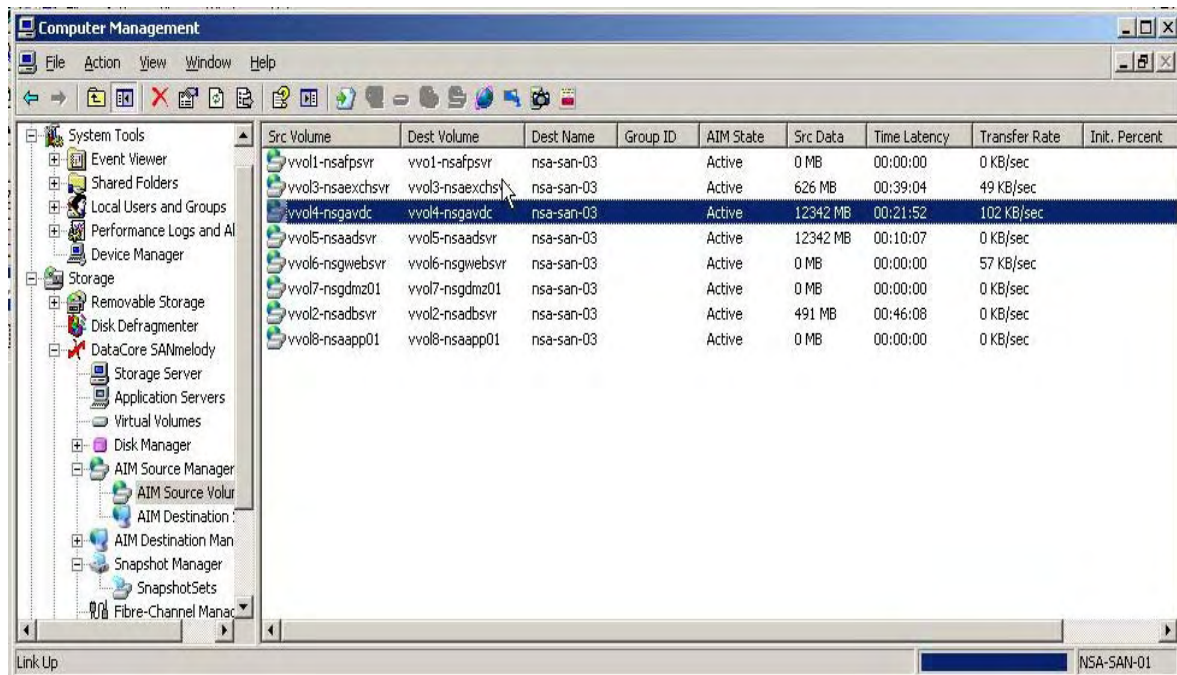 Computer Management
File Action View Window Help
System Tools
Event Viewer
Shared Folders
Local Users and Groups
Performance Logs and Al
Device Manager
Storage
Removable Storage
Disk Defragmenter
DataCore SANmelody
Storage Server
Application Servers
Virtual Volumes
Disk Manager
AIM Source Manager
AIM Source Volur
AIM Destination
AIM Destination Man
Snapshot Manager
SnapshotSets
Fibre-Channel Manac
Src Volume Dest Volume Dest Name Group ID AIM State Src Data Time Latency Transfer Rate Init. Percent
vvol1-nsafpsvr vvo1-nsafpsvr nsa-san-03 Active 0 MB 00:00:00 0 KB/sec
vvol3-nsaexchsvr vvol3-nsaexchsv nsa-san-03 Active 626 MB 00:39:04 49 KB/sec
vvol4-nsgavdc vvol4-nsgavdc nsa-san-03 Active 12342 MB 00:21:52 102 KB/sec
vvol5-nsaadsvr vvol5-nsaadsvr nsa-san-03 Active 12342 MB 00:10:07 0 KB/sec
vvol6-nsgwebsvr vvol6-nsgwebsvr nsa-san-03 Active 0 MB 00:00:00 57 KB/sec
vvol7-nsgdmz01 vvol7-nsgdmz01 nsa-san-03 Active 0 MB 00:00:00 0 KB/sec
vvol2-nsadbsvr vvol2-nsadbsvr nsa-san-03 Active 491 MB 00:46:08 0 KB/sec
vvol8-nsaapp01 vvol8-nsaapp01 nsa-san-03 Active 0 MB 00:00:00 0 KB/sec
Link Up
NSA-SAN-01